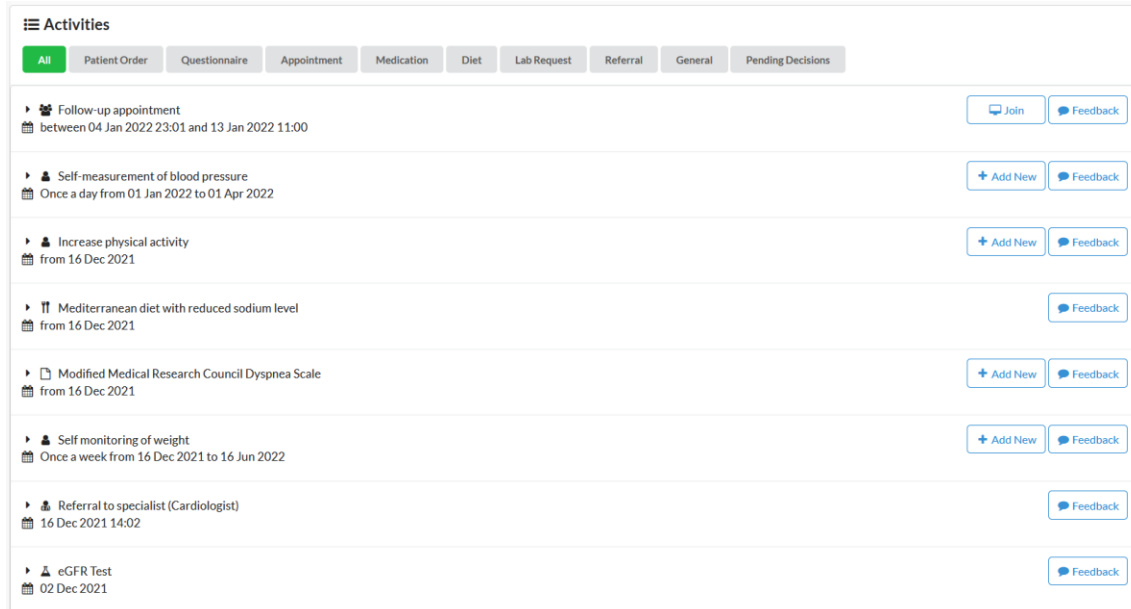 Activities
All Patient Order Questionnaire Appointment Medication Diet Lab Request Referral General Pending Decisions
Follow-up appointment Join Feedback
between 04 Jan 2022 23:01 and 13 Jan 2022 11:00
Self-measurement of blood pressure + Add New Feedback
Once a day from 01 Jan 2022 to 01 Apr 2022
Increase physical activity + Add New Feedback
from 16 Dec 2021
Mediterranean diet with reduced sodium level Feedback
from 16 Dec 2021
Modified Medical Research Council Dyspnea Scale + Add New Feedback
from 16 Dec 2021
Self monitoring of weight + Add New Feedback
Once a week from 16 Dec 2021 to 16 Jun 2022
Referral to specialist (Cardiologist) Feedback
16 Dec 2021 14:02
eGFR Test Feedback
02 Dec 2021